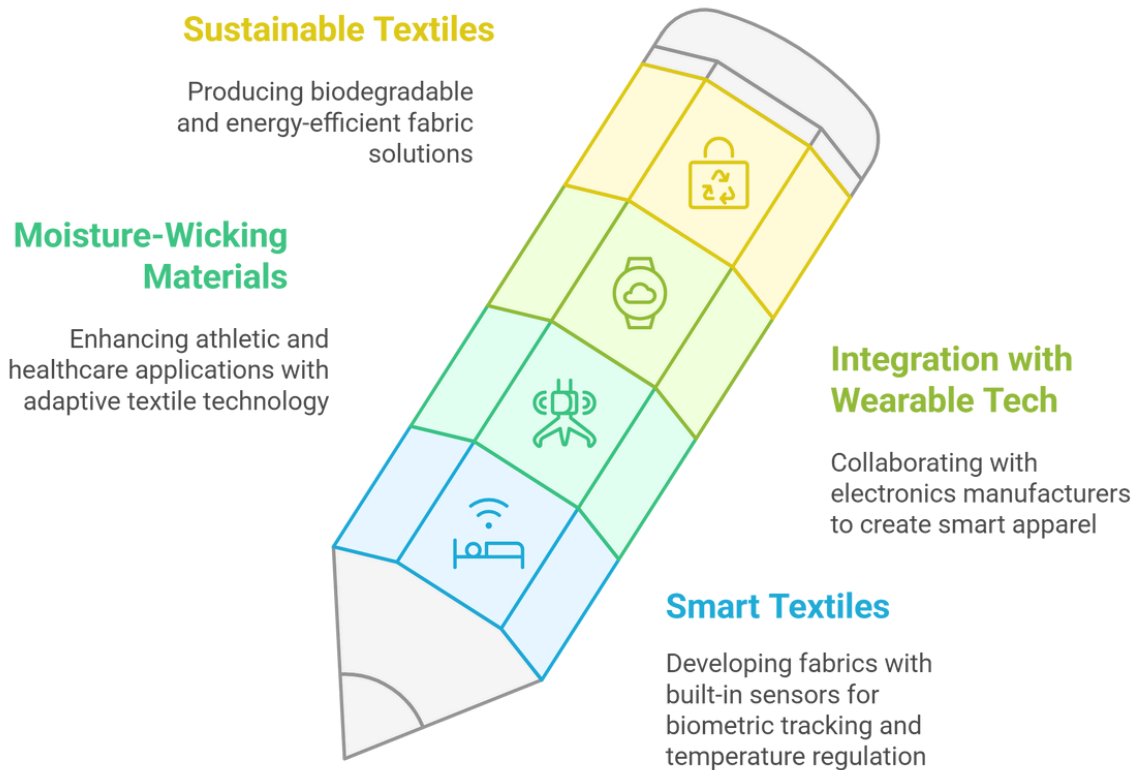 Sustainable Textiles
Producing biodegradable
and energy-efficient fabric
solutions
Moisture-Wicking
Materials
Enhancing athletic and
healthcare applications with
adaptive textile technology
Integration with
Wearable Tech
Collaborating with
electronics manufacturers
to create smart apparel
Smart Textiles
Developing fabrics with
built-in sensors for
biometric tracking and
temperature regulation